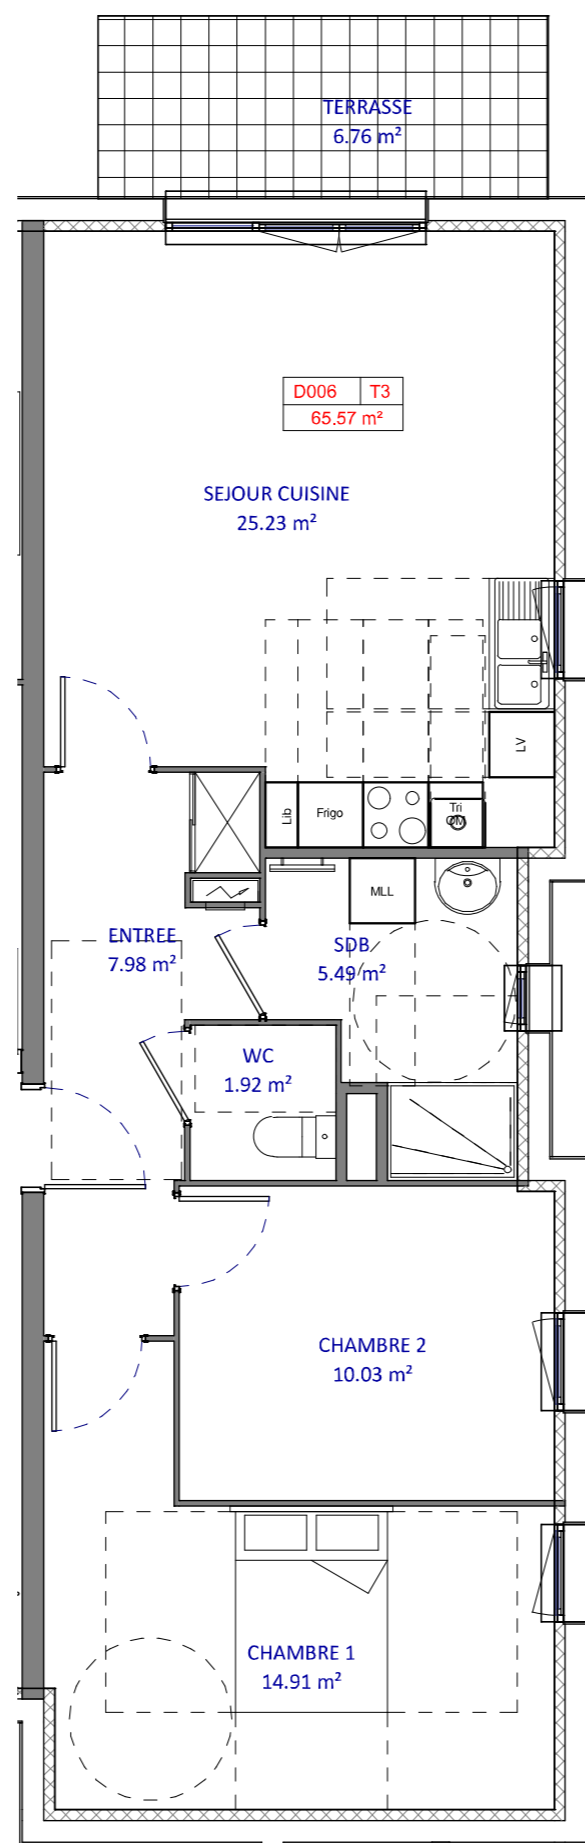 TERRASSE
6.76 m²
D006 T3
65.57 m²
SEJOUR CUISINE
25.23 m²
LV
Lib
Frigo
Tri
OM
MLL
ENTREE
7.98 m²
SDB
5.49 m²
WC
1.92 m²
CHAMBRE 2
10.03 m²
CHAMBRE 1
14.91 m²